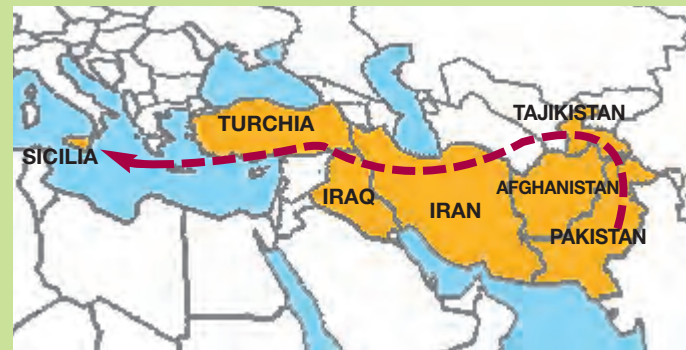 TAJIKISTAN
TURCHIA
SICILIA
AFGHANISTAN
IRAQ
IRAN
PAKISTAN